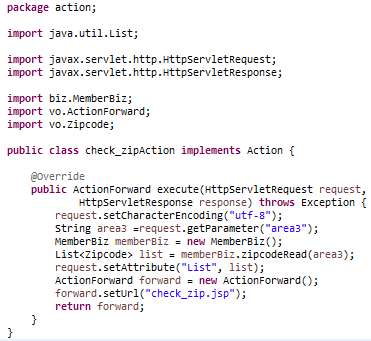 package action;
import java.util.List;
import javax.servlet.http.HttpServletRequest;
import javax.servlet.http.HttpServletResponse;
import biz.MemberBiz;
import vo.ActionForward;
import vo.Zipcode;
public class check_zipAction implements Action {
@Override
public ActionForward execute(HttpServletRequest request,
HttpServletResponse response) throws Exception {
request.setCharacterEncoding("utf-8");
String area3 =request.getParameter("area3");
MemberBiz memberBiz = new MemberBiz();
List<Zipcode> list = memberBiz.zipcodeRead(area3);
request.setAttribute("List", list);
ActionForward forward = new ActionForward();
forward.setUrl("check_zip.jsp");
return forward;
}
}